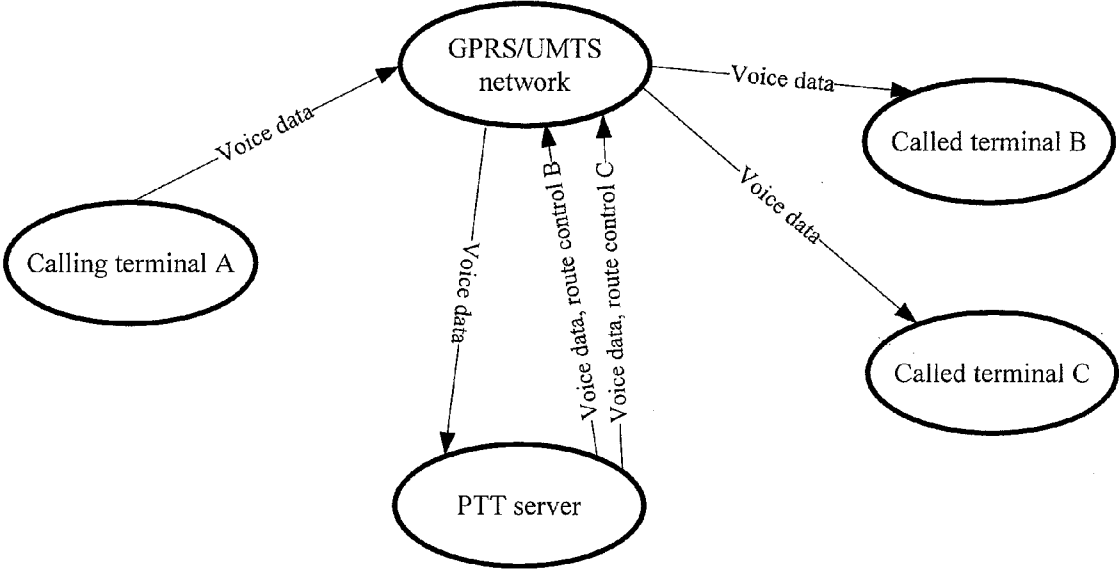 GPRS/UMTS
network
Voice data
Voice data
Called terminal B
Calling terminal A
Voice data
Voice data, route control B
Voice data, route control C
Voice data
Called terminal C
PTT server